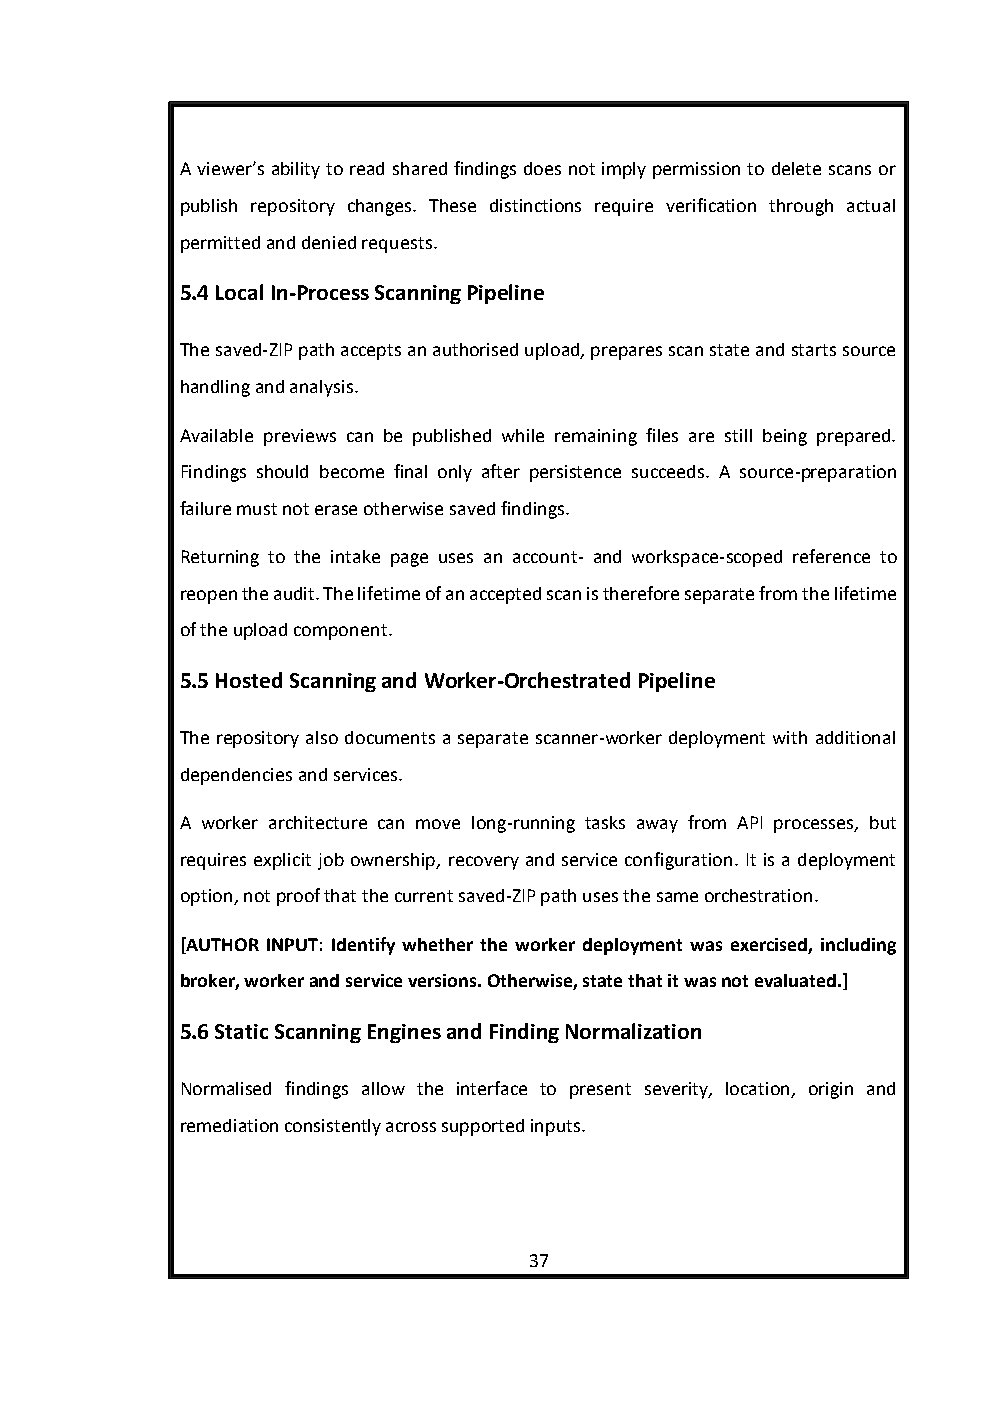 A viewer’s ability to read shared findings does not imply permission to delete scans or
publish repository changes. These distinctions require verification through actual
permitted and denied requests.
5.4 Local In-Process Scanning Pipeline
The saved-ZIP path accepts an authorised upload, prepares scan state and starts source
handling and analysis.
Available previews can be published while remaining files are still being prepared.
Findings should become final only after persistence succeeds. A source-preparation
failure must not erase otherwise saved findings.
Returning to the intake page uses an account- and workspace-scoped reference to
reopen the audit. The lifetime of an accepted scan is therefore separate from the lifetime
of the upload component.
5.5 Hosted Scanning and Worker-Orchestrated Pipeline
The repository also documents a separate scanner-worker deployment with additional
dependencies and services.
A worker architecture can move long-running tasks away from API processes, but
requires explicit job ownership, recovery and service configuration. It is a deployment
option, not proof that the current saved-ZIP path uses the same orchestration.
[AUTHOR INPUT: Identify whether the worker deployment was exercised, including
broker, worker and service versions. Otherwise, state that it was not evaluated.]
5.6 Static Scanning Engines and Finding Normalization
Normalised findings allow the interface to present severity, location, origin and
remediation consistently across supported inputs.
37